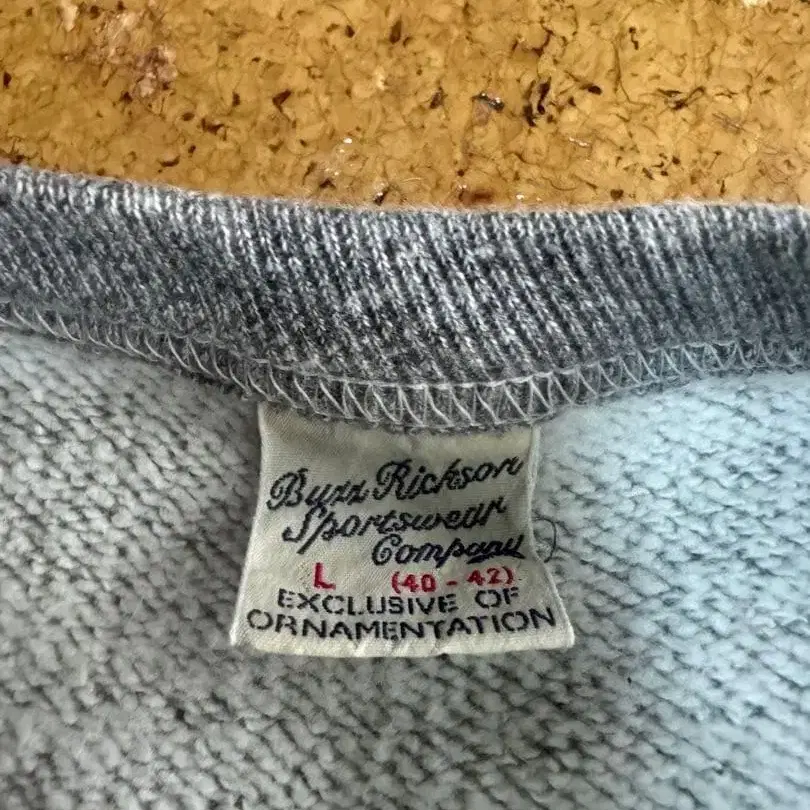 Buzz Rickson
Sportswear
Company
L (40 - 42)
EXCLUSIVE OF
ORNAMENTATION